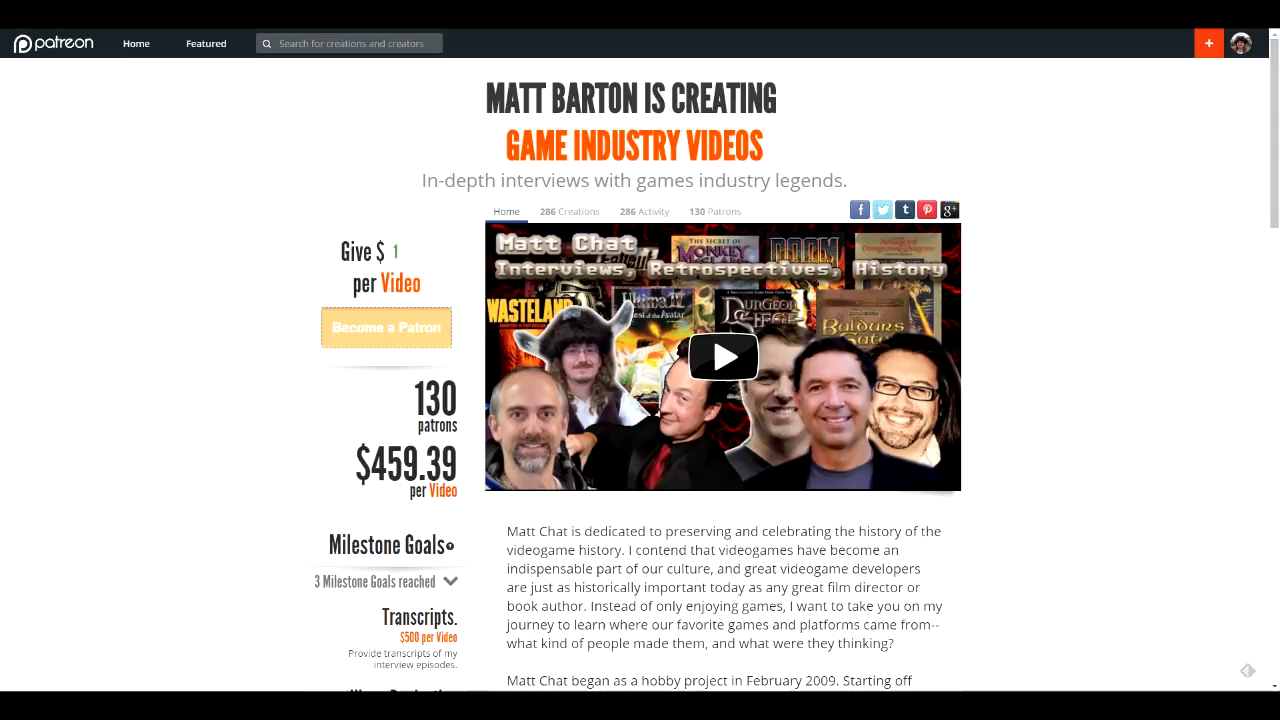 patreon
Home
Featured
Search for creations and creators
+
MATT BARTON IS CREATING
GAME INDUSTRY VIDEOS
In-depth interviews with games industry legends.
Home 286 Creations 286 Activity 130 Patrons
Give $ 1
per Video
Become a Patron
130
patrons
$459.39
per Video
Milestone Goals
3 Milestone Goals reached
Transcripts.
$500 per Video
Provide transcripts of my
interview episodes.
Matt Chat
Interviews, Retrospectives, History
THE SECRET OF
MONKEY
DOOM
WASTELAND
Ultima IV
Quest of the Avatar
DUNGEON
SIEGE
Baldurs
Gate
Matt Chat is dedicated to preserving and celebrating the history of the
videogame history. I contend that videogames have become an
indispensable part of our culture, and great videogame developers
are just as historically important today as any great film director or
book author. Instead of only enjoying games, I want to take you on my
journey to learn where our favorite games and platforms came from--
what kind of people made them, and what were they thinking?
Matt Chat began as a hobby project in February 2009. Starting off